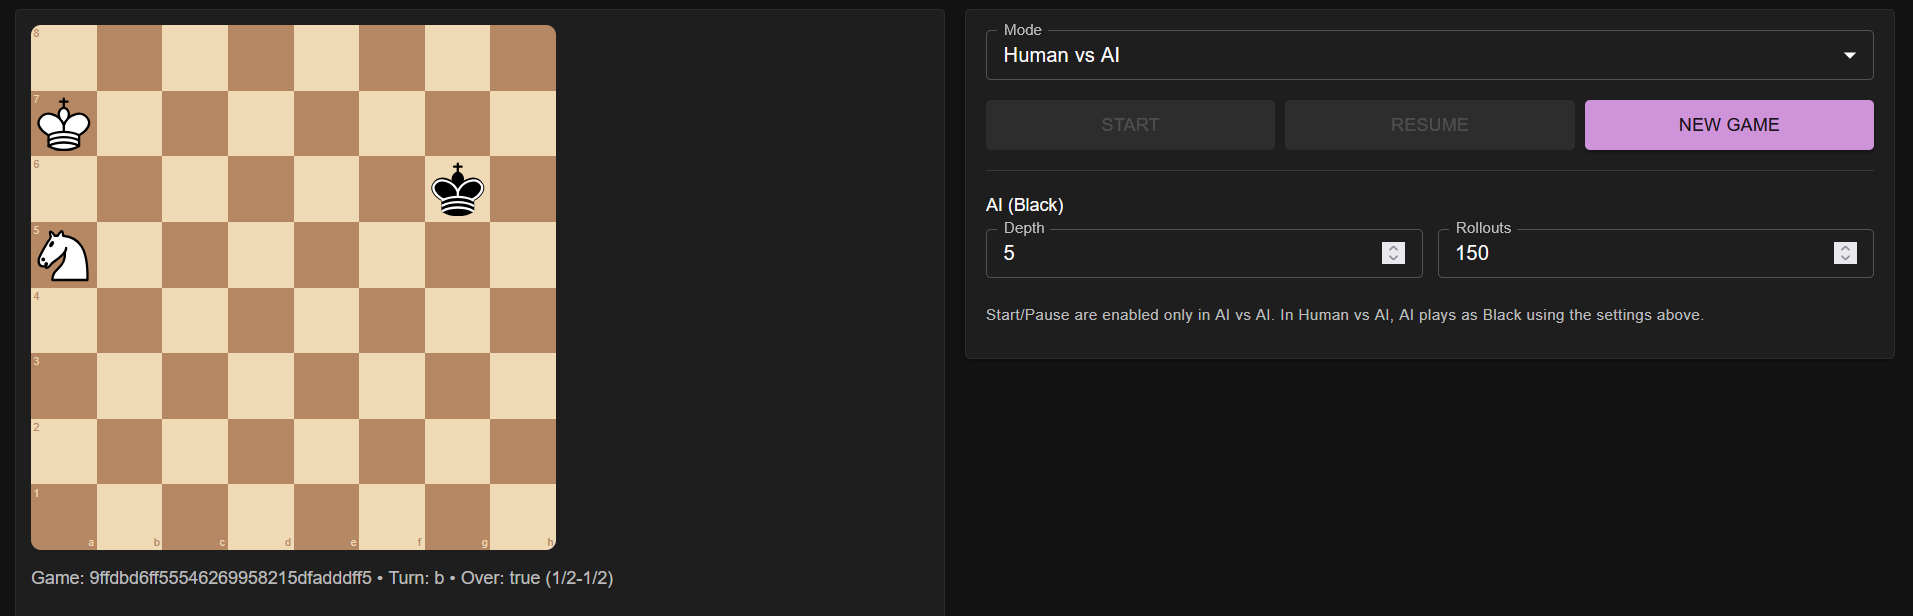 8
7
6
5
4
3
2
1
a b c d e f g h
Game: 9ffdbd6ff55546269958215dfadddff5 • Turn: b • Over: true (1/2-1/2)
Mode
Human vs AI
START RESUME NEW GAME
AI (Black)
Depth Rollouts
5 150
Start/Pause are enabled only in AI vs AI. In Human vs AI, AI plays as Black using the settings above.